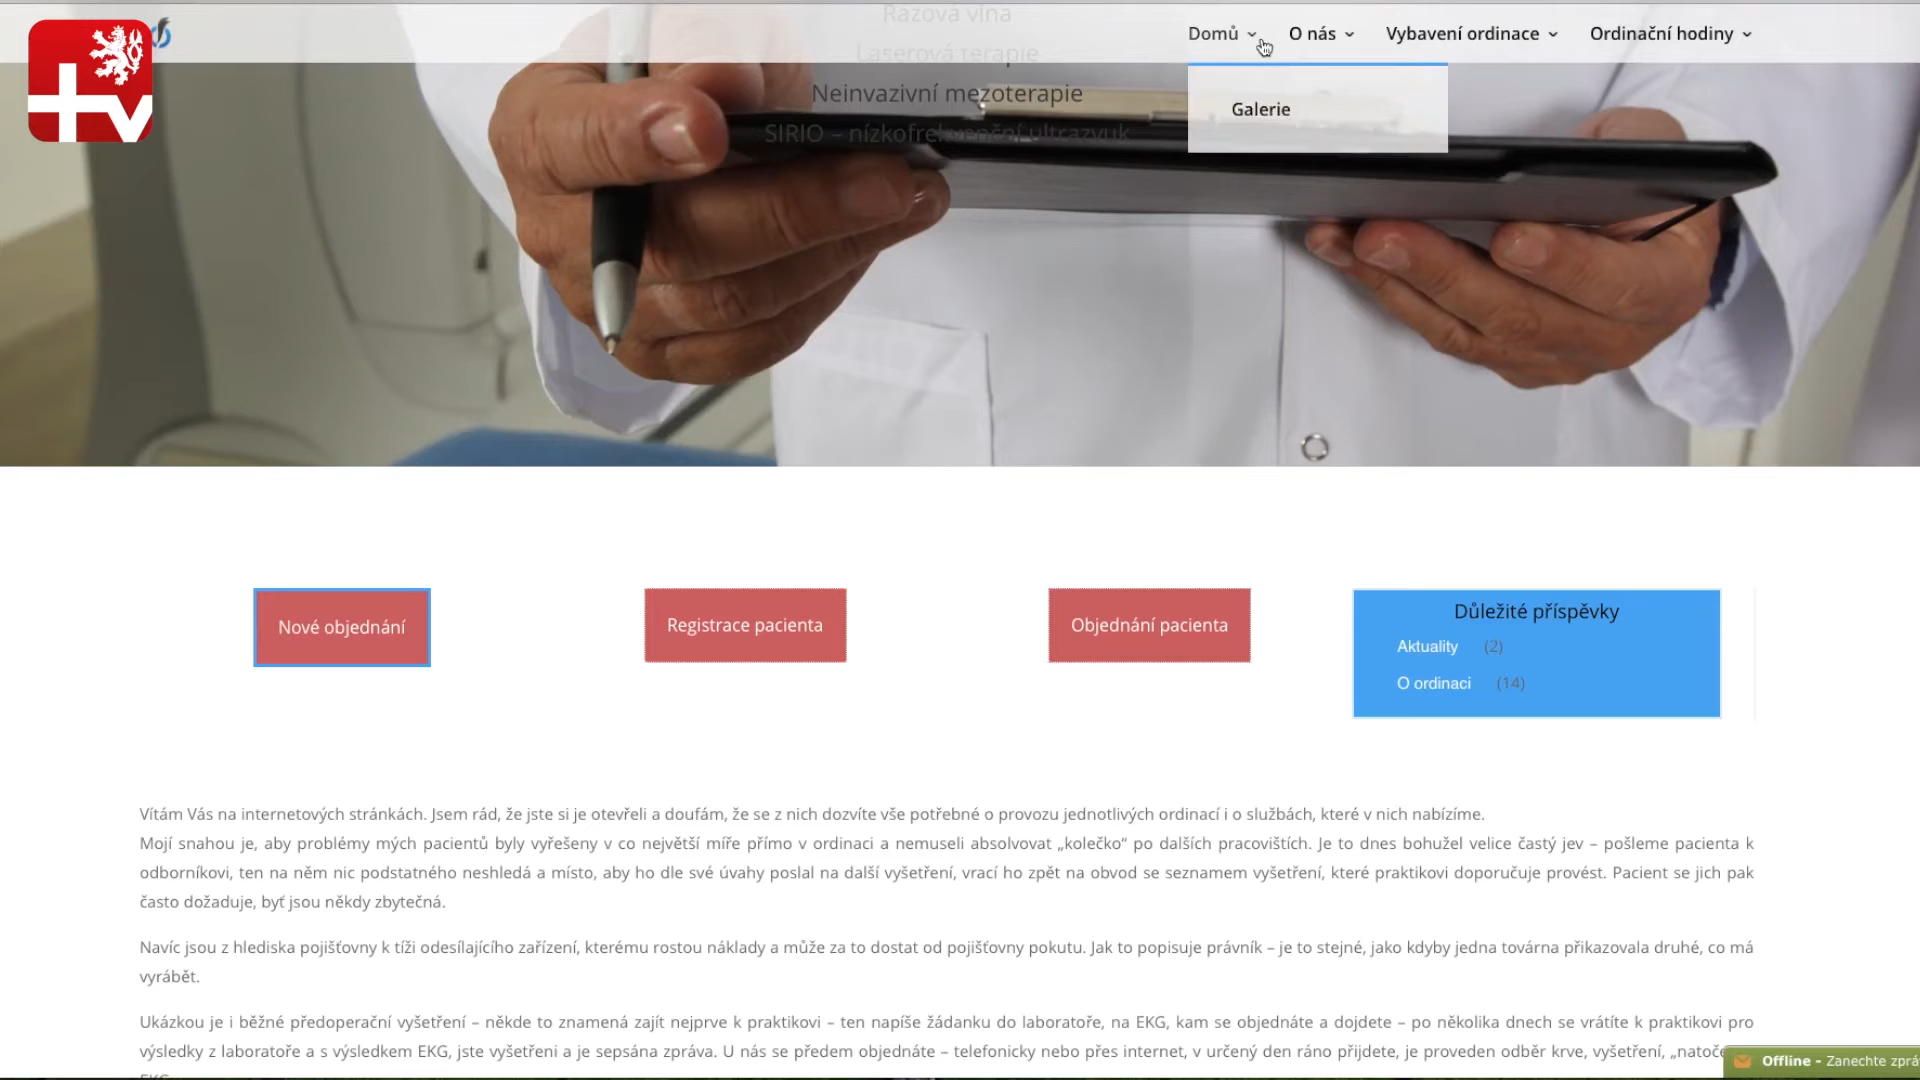 Razová vlna
Domů O nás Vybavení ordinace Ordinační hodiny
Laserová terapie
Neinvazivní mezoterapie
Galerie
SIRIO – nízkofrekvenční ultrazvuk
Nové objednání
Registrace pacienta
Objednání pacienta
Důležité příspěvky
Aktuality (2)
O ordinaci (14)
Vítám Vás na internetových stránkách. Jsem rád, že jste si je otevřeli a doufám, že se z nich dozvíte vše potřebné o provozu jednotlivých ordinací i o službách, které v nich nabízíme.
Mojí snahou je, aby problémy mých pacientů byly vyřešeny v co největší míře přímo v ordinaci a nemuseli absolvovat „kolečko“ po dalších pracovištích. Je to dnes bohužel velice častý jev – pošleme pacienta k
odborníkovi, ten na něm nic podstatného neshledá a místo, aby ho dle své úvahy poslal na další vyšetření, vrací ho zpět na obvod se seznamem vyšetření, které praktikovi doporučuje provést. Pacient se jich pak
často dožaduje, byť jsou někdy zbytečná.
Navíc jsou z hlediska pojišťovny k tíži odesílajícího zařízení, kterému rostou náklady a může za to dostat od pojišťovny pokutu. Jak to popisuje právník – je to stejné, jako kdyby jedna továrna přikazovala druhé, co má
vyrábět.
Ukázkou je i běžné předoperační vyšetření – někde to znamená zajít nejprve k praktikovi – ten napíše žádanku do laboratoře, na EKG, kam se objednáte a dojdete – po několika dnech se vrátíte k praktikovi pro
výsledky z laboratoře a s výsledkem EKG, jste vyšetřeni a je sepsána zpráva. U nás se předem objednáte – telefonicky nebo přes internet, v určený den ráno přijdete, je proveden odběr krve, vyšetření, „natoče
Offline – Zanechte zprá